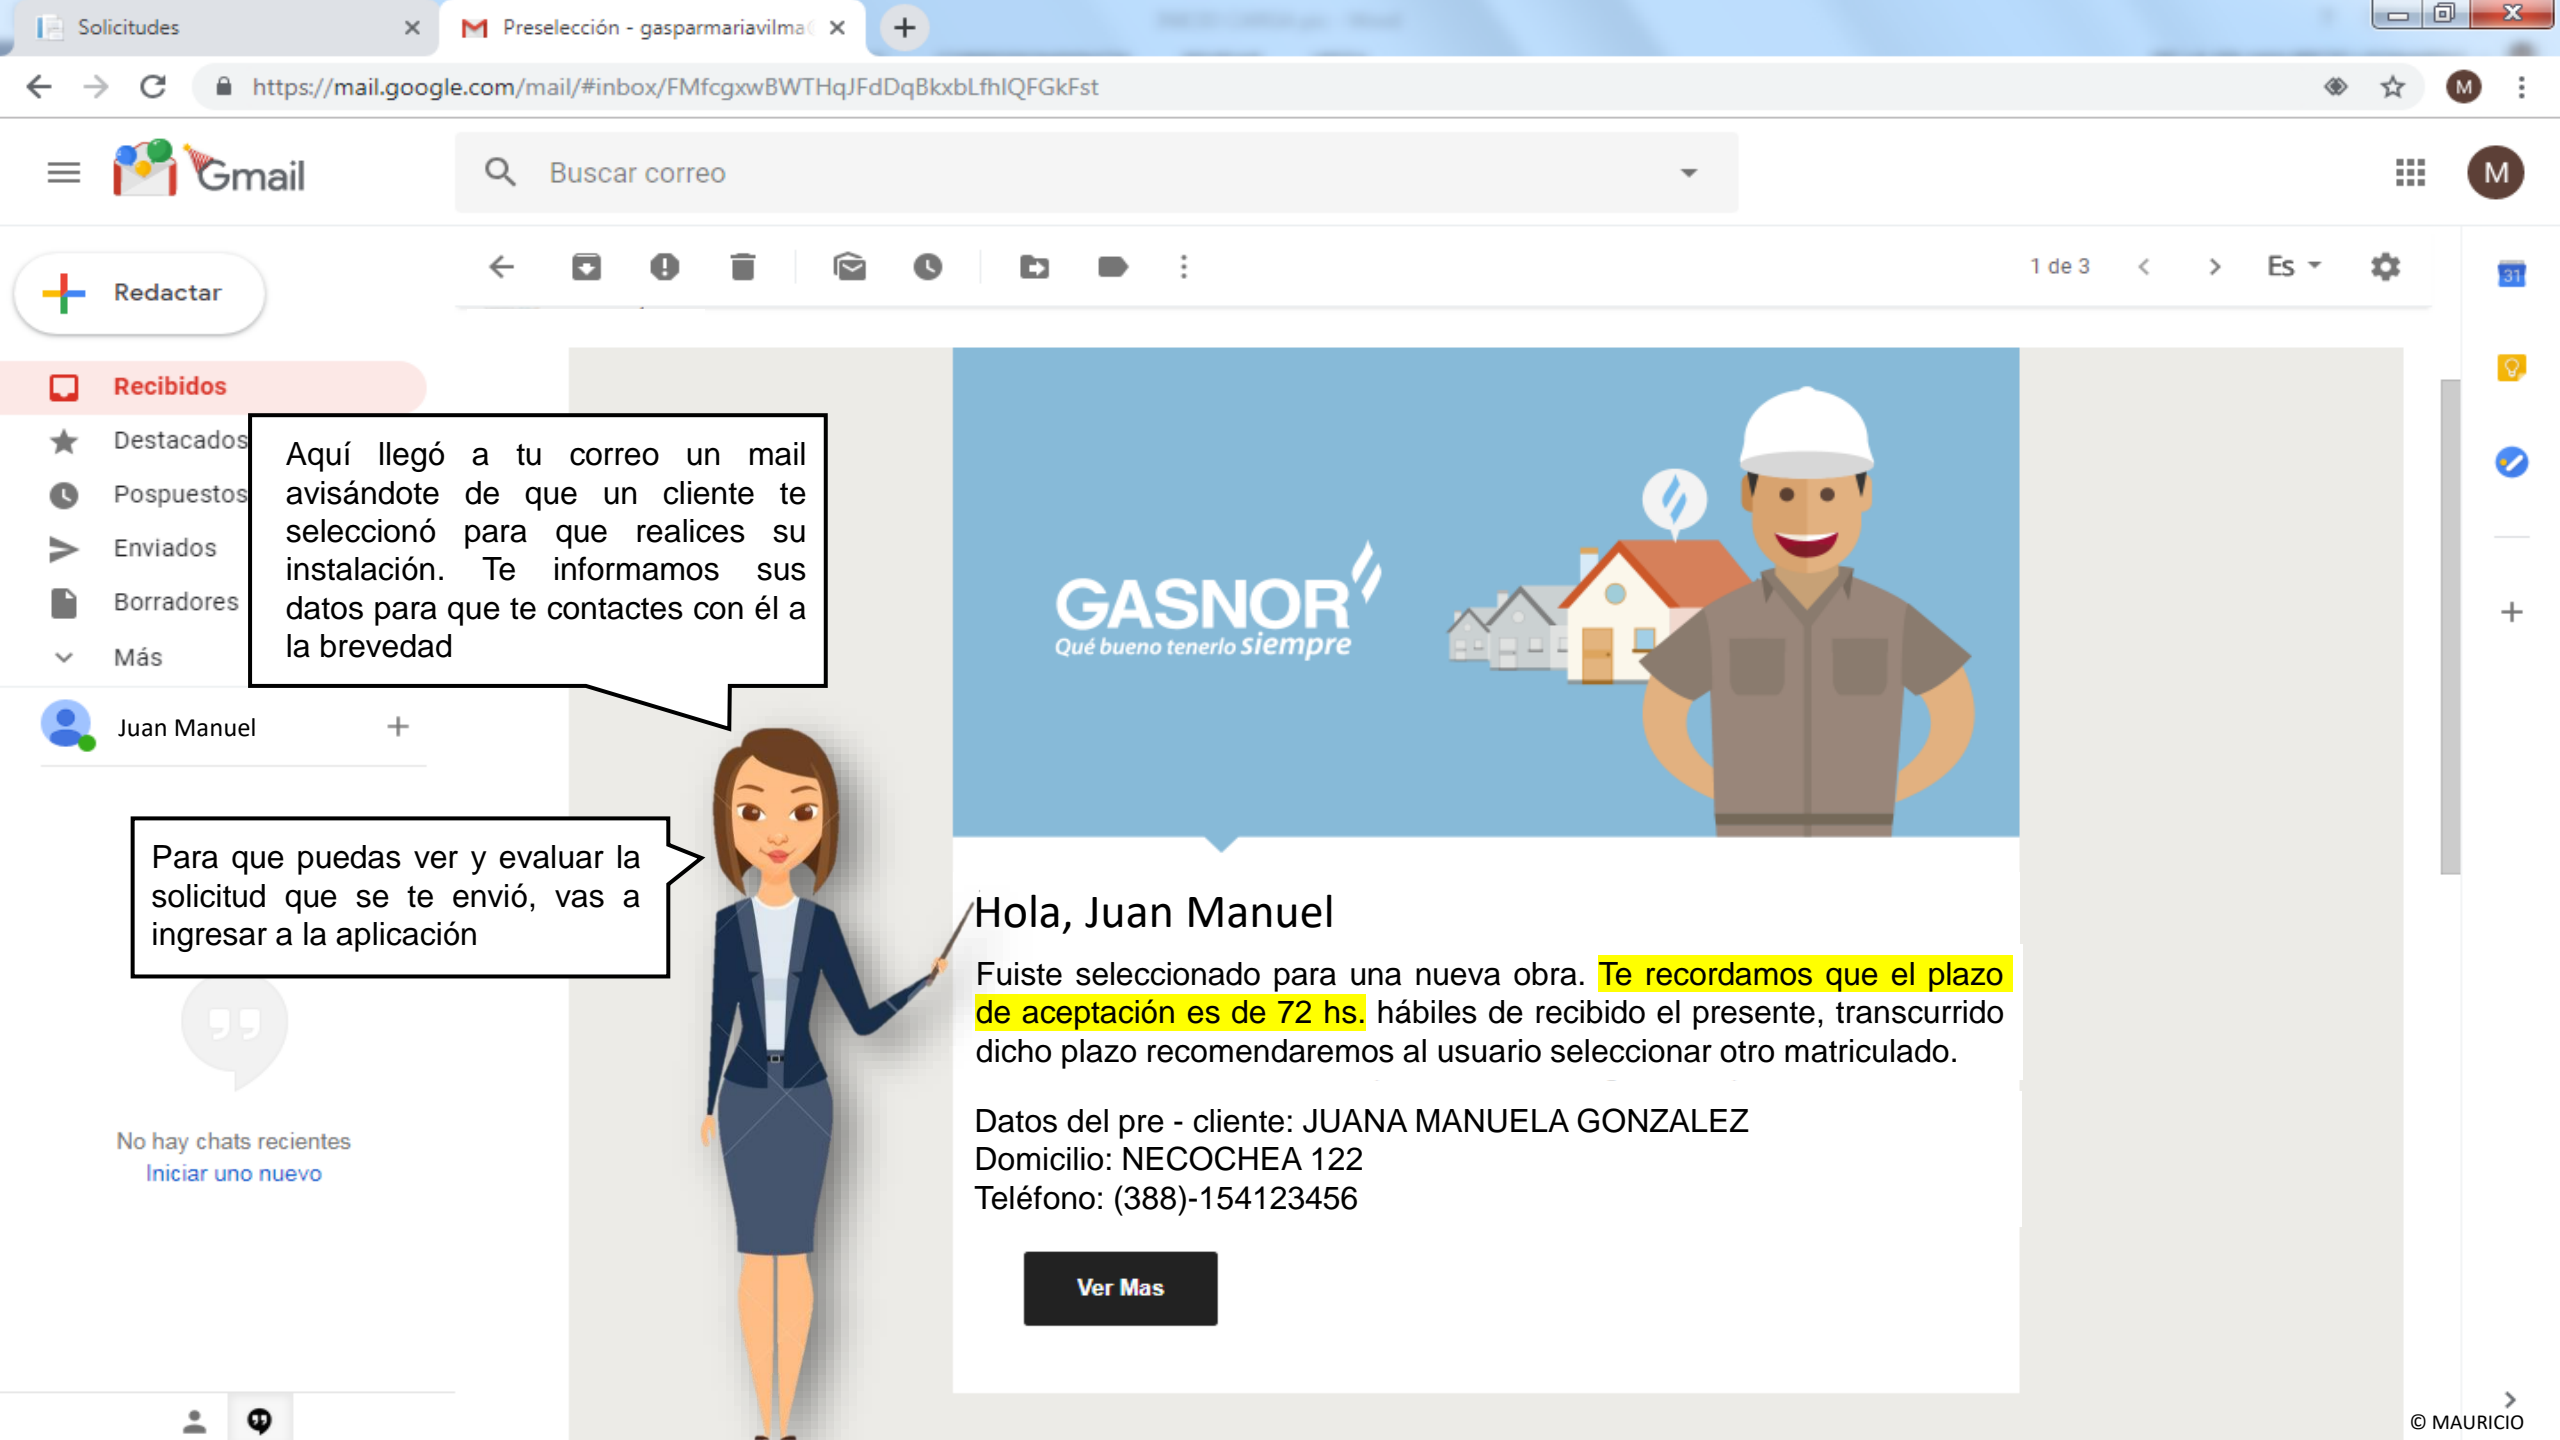 Solicitudes
Preselección - gasparmariavilma
https://mail.google.com/mail/#inbox/FMfcgxwBWTHqJFdDqBkxbLfhlQFGkFst
M
Gmail
Buscar correo
M
Redactar
1 de 3
Es
31
Recibidos
Destacados
Pospuestos
Enviados
Borradores
Más
Juan Manuel
Aquí llegó a tu correo un mail
avisándote de que un cliente te
seleccionó para que realices su
instalación. Te informamos sus
datos para que te contactes con él a
la brevedad
GASNOR
Qué bueno tenerlo siempre
Para que puedas ver y evaluar la
solicitud que se te envió, vas a
ingresar a la aplicación
Hola, Juan Manuel
Fuiste seleccionado para una nueva obra. Te recordamos que el plazo
de aceptación es de 72 hs. hábiles de recibido el presente, transcurrido
dicho plazo recomendaremos al usuario seleccionar otro matriculado.
Datos del pre - cliente: JUANA MANUELA GONZALEZ
Domicilio: NECOCHEA 122
Teléfono: (388)-154123456
Ver Mas
No hay chats recientes
Iniciar uno nuevo
© MAURICIO